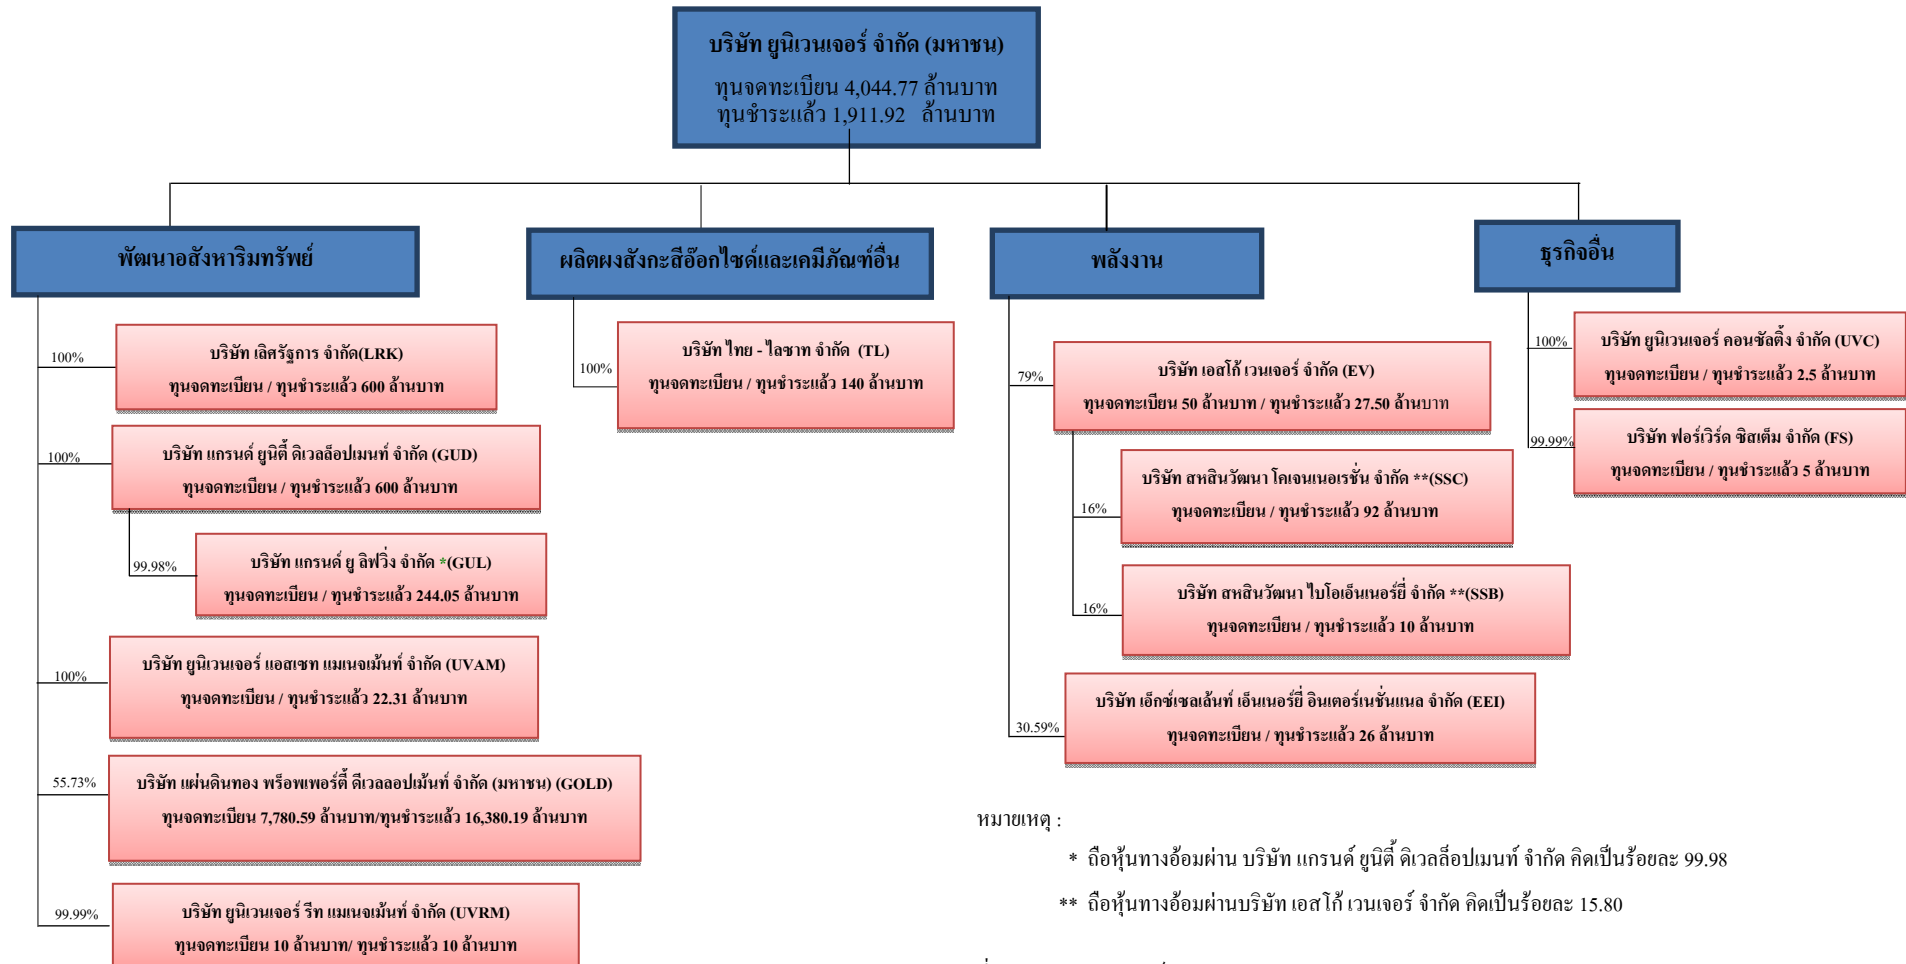 บริษัท ยูนิเวนเจอร์ จำกัด (มหาชน)
ทุนจดทะเบียน 4,044.77 ล้านบาท
ทุนชำระแล้ว 1,911.92 ล้านบาท
พัฒนาอสังหาริมทรัพย์
100%
บริษัท เลิศรัฐการ จำกัด(LRK)
ทุนจดทะเบียน / ทุนชำระแล้ว 600 ล้านบาท
100%
บริษัท แกรนด์ ยูนิตี้ ดิเวลล็อปเมนท์ จำกัด (GUD)
ทุนจดทะเบียน / ทุนชำระแล้ว 600 ล้านบาท
99.98%
บริษัท แกรนด์ ยู ลิฟวิ่ง จำกัด *(GUL)
ทุนจดทะเบียน / ทุนชำระแล้ว 244.05 ล้านบาท
100%
บริษัท ยูนิเวนเจอร์ แอสเซท แมเนจเม้นท์ จำกัด (UVAM)
ทุนจดทะเบียน / ทุนชำระแล้ว 22.31 ล้านบาท
55.73%
บริษัท แผ่นดินทอง พร็อพเพอร์ตี้ ดีเวลลอปเม้นท์ จำกัด (มหาชน) (GOLD)
ทุนจดทะเบียน 7,780.59 ล้านบาท/ทุนชำระแล้ว 16,380.19 ล้านบาท
99.99%
บริษัท ยูนิเวนเจอร์ รีท แมเนจเม้นท์ จำกัด (UVRM)
ทุนจดทะเบียน 10 ล้านบาท/ ทุนชำระแล้ว 10 ล้านบาท
ผลิตผงสังกะสีอ๊อกไซด์และเคมีภัณฑ์อื่น
100%
บริษัท ไทย - ไลซาท จำกัด (TL)
ทุนจดทะเบียน / ทุนชำระแล้ว 140 ล้านบาท
พลังงาน
79%
บริษัท เอสโก้ เวนเจอร์ จำกัด (EV)
ทุนจดทะเบียน 50 ล้านบาท / ทุนชำระแล้ว 27.50 ล้านบาท
16%
บริษัท สหสินวัฒนา โคเจนเนอเรชั่น จำกัด **(SSC)
ทุนจดทะเบียน / ทุนชำระแล้ว 92 ล้านบาท
16%
บริษัท สหสินวัฒนา ไบโอเอ็นเนอร์ยี่ จำกัด **(SSB)
ทุนจดทะเบียน / ทุนชำระแล้ว 10 ล้านบาท
30.59%
บริษัท เอ็กซ์เซลเล้นท์ เอ็นเนอร์ยี่ อินเตอร์เนชั่นแนล จำกัด (EEI)
ทุนจดทะเบียน / ทุนชำระแล้ว 26 ล้านบาท
ธุรกิจอื่น
100%
บริษัท ยูนิเวนเจอร์ คอนซัลติ้ง จำกัด (UVC)
ทุนจดทะเบียน / ทุนชำระแล้ว 2.5 ล้านบาท
99.99%
บริษัท ฟอร์เวิร์ด ซิสเต็ม จำกัด (FS)
ทุนจดทะเบียน / ทุนชำระแล้ว 5 ล้านบาท
หมายเหตุ :
* ถือหุ้นทางอ้อมผ่าน บริษัท แกรนด์ ยูนิตี้ ดิเวลล็อปเมนท์ จำกัด คิดเป็นร้อยละ 99.98
** ถือหุ้นทางอ้อมผ่านบริษัท เอสโก้ เวนเจอร์ จำกัด คิดเป็นร้อยละ 15.80